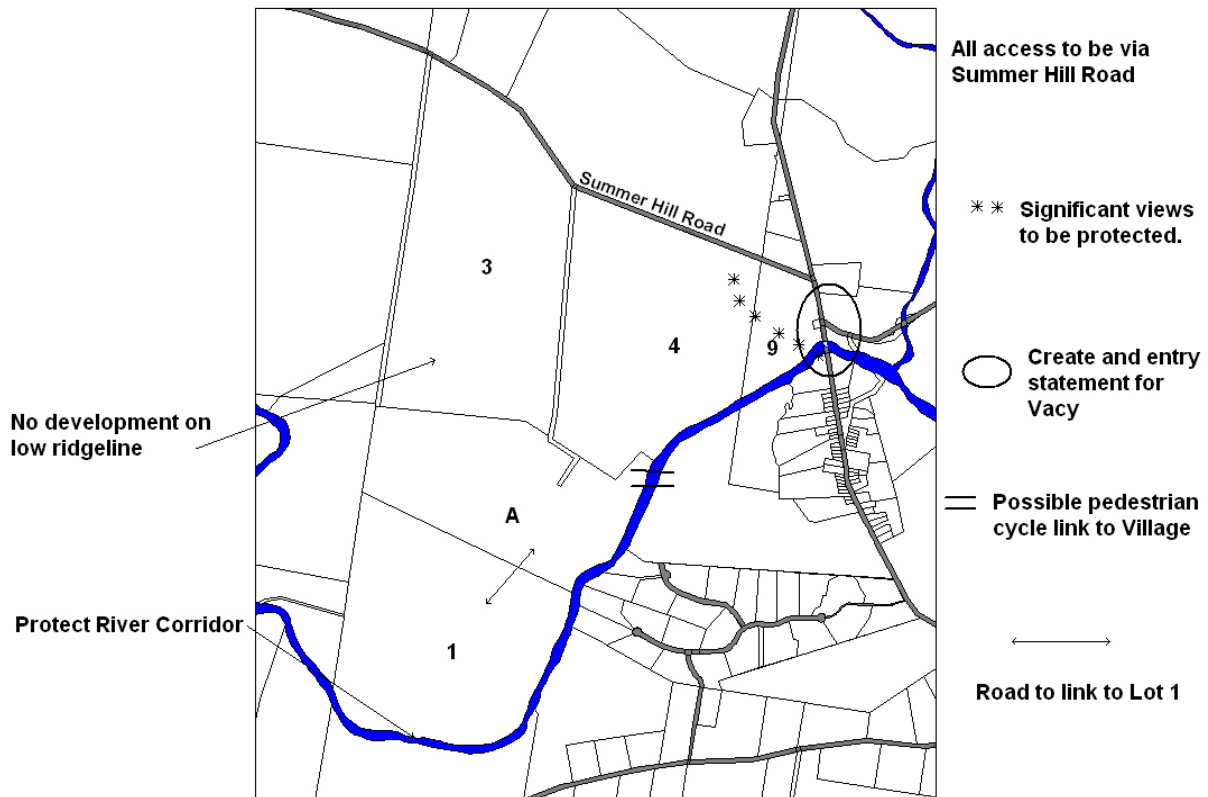 All access to be via
Summer Hill Road
Summer Hill Road
Significant views
to be protected.
3
4
9
Create and entry
statement for
Vacy
No development on
low ridgeline
A
Possible pedestrian
cycle link to Village
Protect River Corridor
1
Road to link to Lot 1